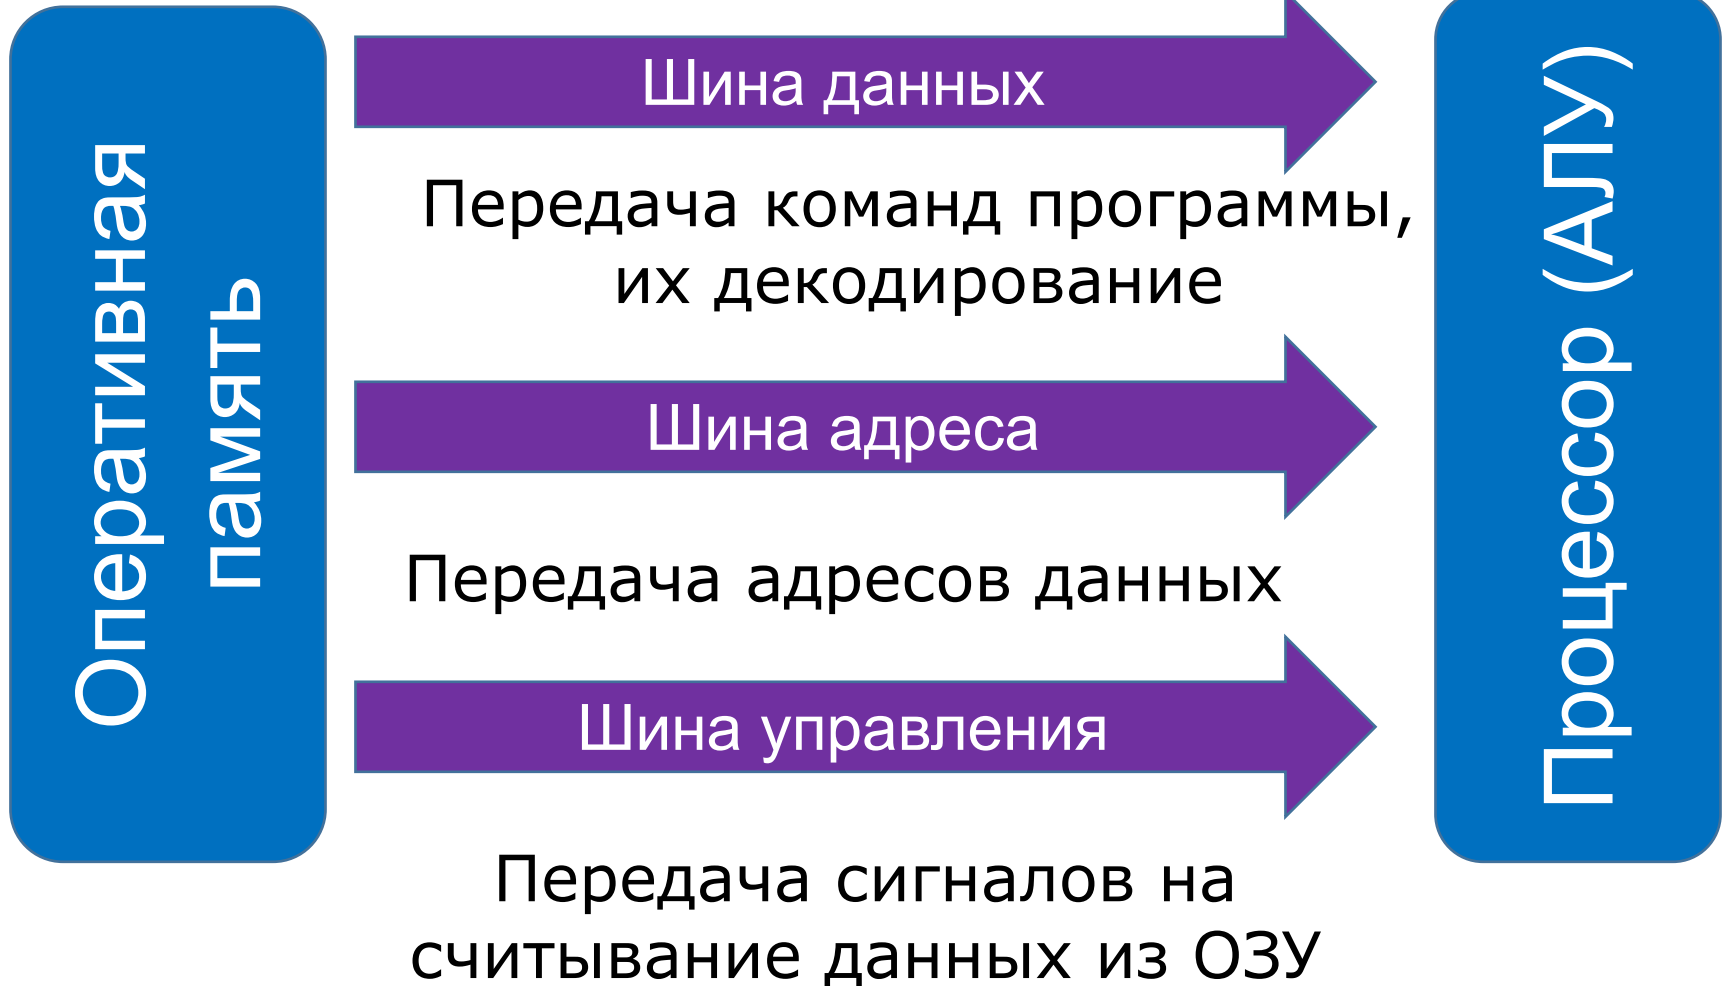 Оперативная
память
Шина данных
Передача команд программы,
их декодирование
Шина адреса
Передача адресов данных
Шина управления
Передача сигналов на
считывание данных из ОЗУ
Процессор (АЛУ)